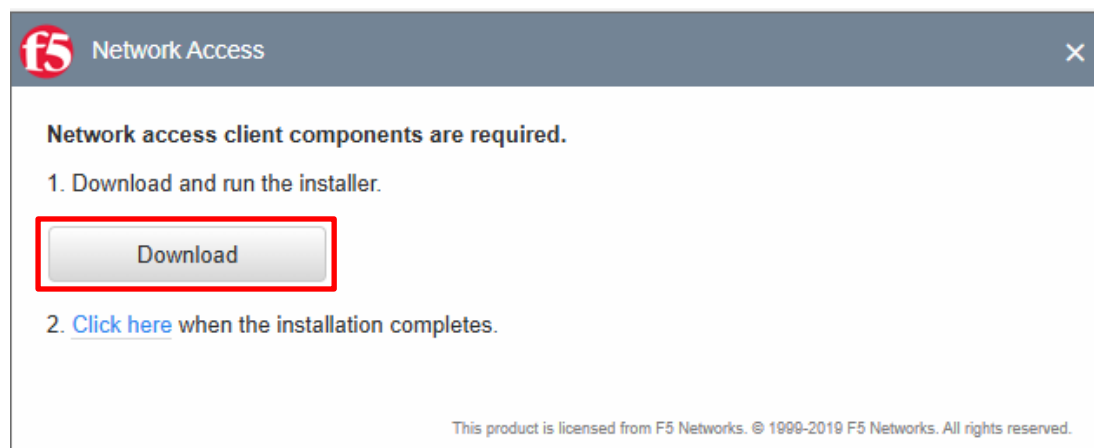 f5 Network Access
Network access client components are required.
1. Download and run the installer.
Download
2. Click here when the installation completes.
This product is licensed from F5 Networks. © 1999-2019 F5 Networks. All rights reserved.